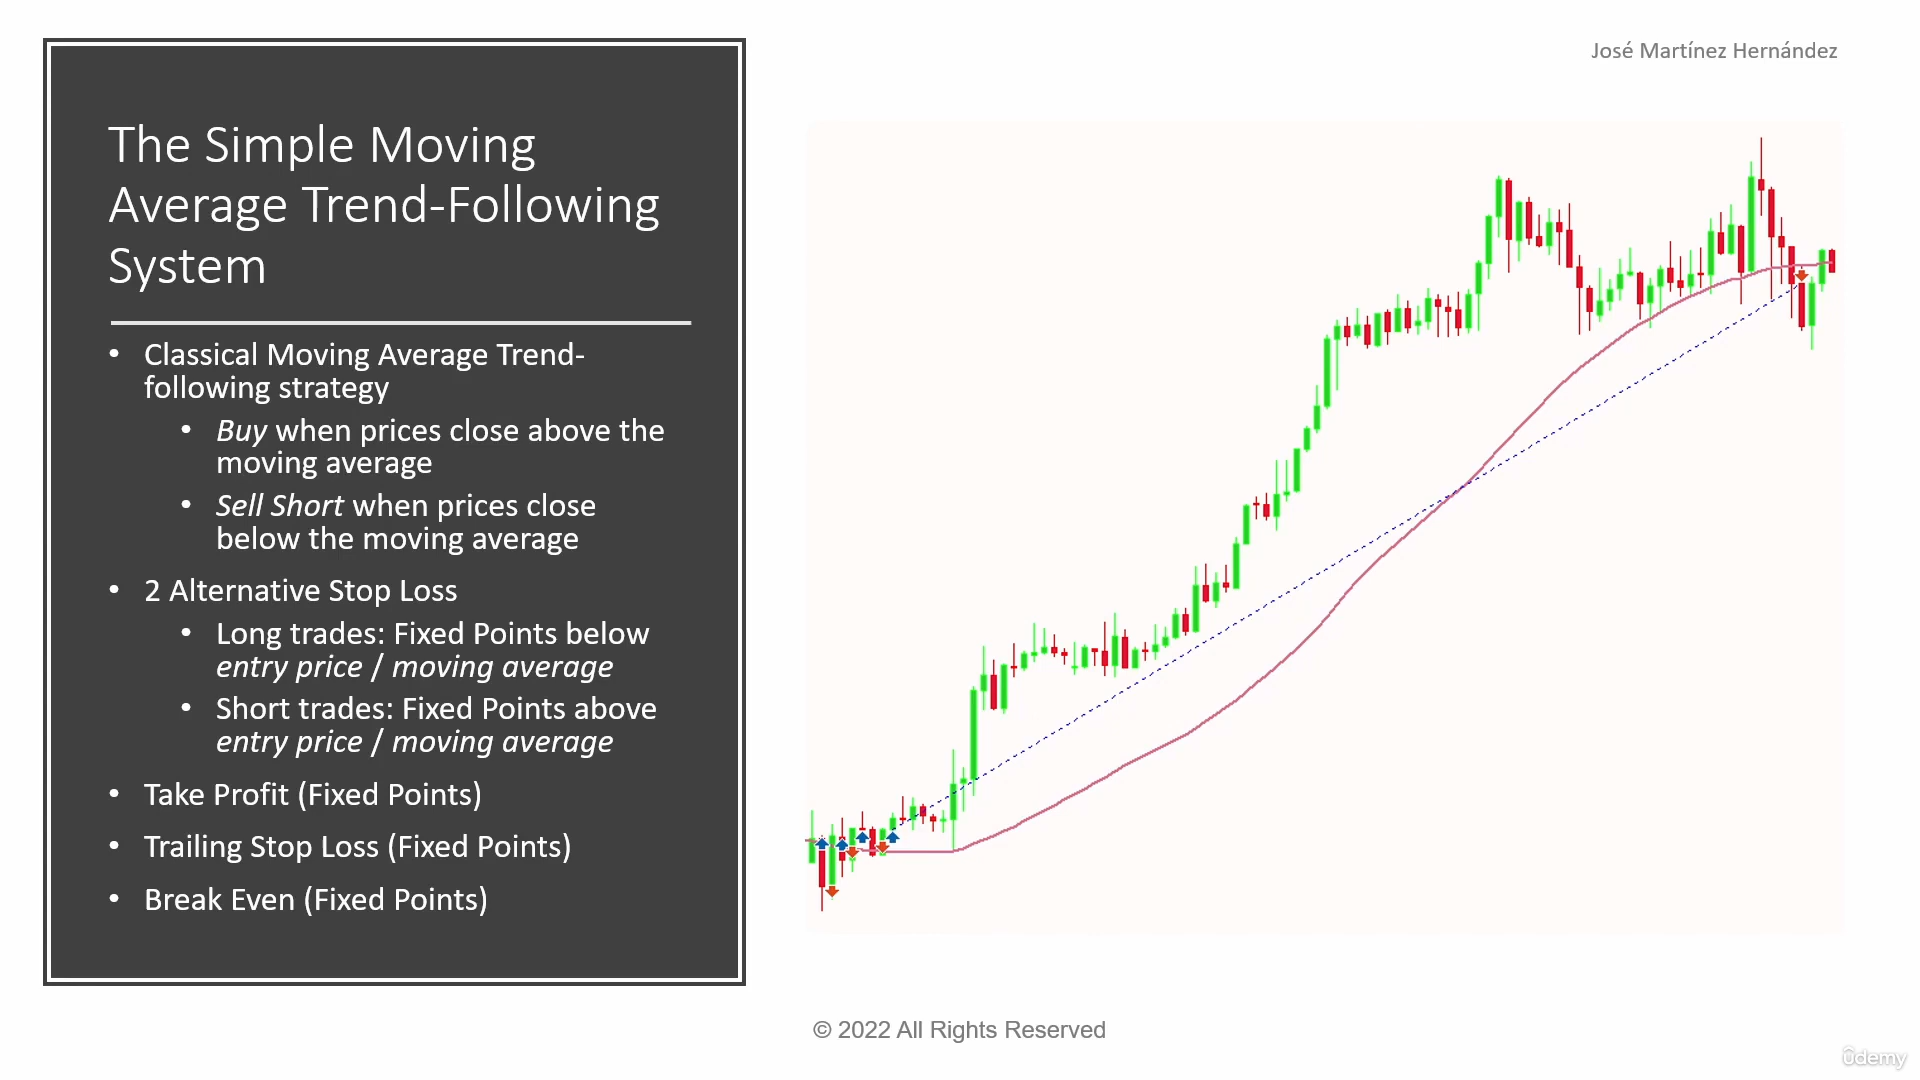 José Martínez Hernández
The Simple Moving
Average Trend-Following
System
• Classical Moving Average Trend-
following strategy
• Buy when prices close above the
moving average
• Sell Short when prices close
below the moving average
• 2 Alternative Stop Loss
• Long trades: Fixed Points below
entry price / moving average
• Short trades: Fixed Points above
entry price / moving average
• Take Profit (Fixed Points)
• Trailing Stop Loss (Fixed Points)
• Break Even (Fixed Points)
© 2022 All Rights Reserved
ûdemy